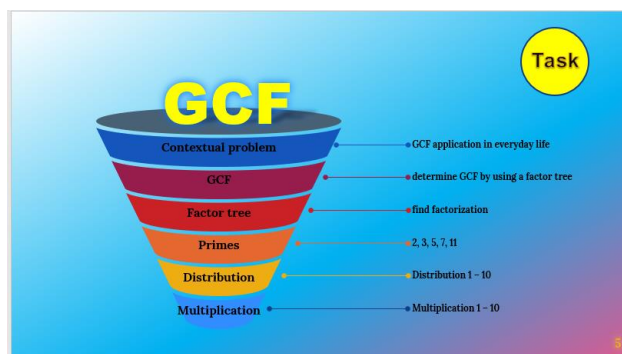 Task
GCF
Contextual problem
GCF application in everyday life
GCF
determine GCF by using a factor tree
Factor tree
find factorization
Primes
2, 3, 5, 7, 11
Distribution
Distribution 1 – 10
Multiplication
Multiplication 1 – 10
5